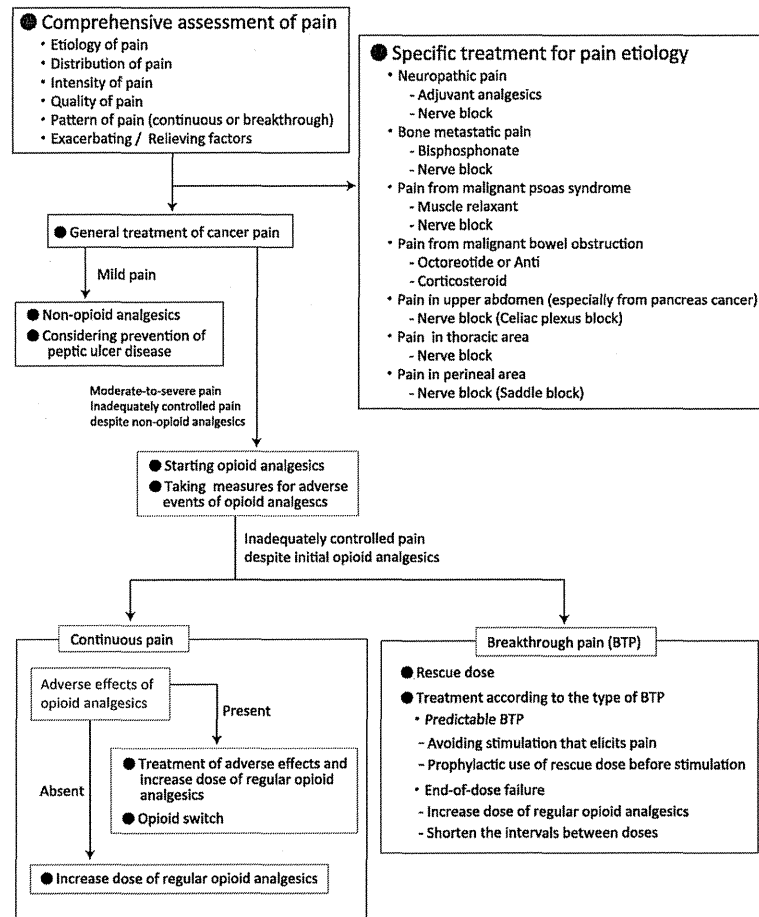 ● Comprehensive assessment of pain
・ Etiology of pain
・ Distribution of pain
・ Intensity of pain
・ Quality of pain
・ Pattern of pain (continuous or breakthrough)
・ Exacerbating / Relieving factors
● Specific treatment for pain etiology
・ Neuropathic pain
- Adjuvant analgesics
- Nerve block
・ Bone metastatic pain
- Bisphosphonate
- Nerve block
・ Pain from malignant psoas syndrome
- Muscle relaxant
- Nerve block
・ Pain from malignant bowel obstruction
- Octoreotide or Anti
- Corticosteroid
・ Pain in upper abdomen (especially from pancreas cancer)
- Nerve block (Celiac plexus block)
・ Pain in thoracic area
- Nerve block
・ Pain in perineal area
- Nerve block (Saddle block)
● General treatment of cancer pain
Mild pain
● Non-opioid analgesics
● Considering prevention of
peptic ulcer disease
Moderate-to-severe pain
Inadequately controlled pain
despite non-opioid analgesics
● Starting opioid analgesics
● Taking measures for adverse
events of opioid analgescs
Inadequately controlled pain
despite initial opioid analgesics
Continuous pain
Adverse effects of
opioid analgesics
Present
● Treatment of adverse effects and
increase dose of regular opioid
analgesics
● Opioid switch
Absent
● Increase dose of regular opioid analgesics
Breakthrough pain (BTP)
● Rescue dose
● Treatment according to the type of BTP
・ Predictable BTP
- Avoiding stimulation that elicits pain
- Prophylactic use of rescue dose before stimulation
・ End-of-dose failure
- Increase dose of regular opioid analgesics
- Shorten the intervals between doses